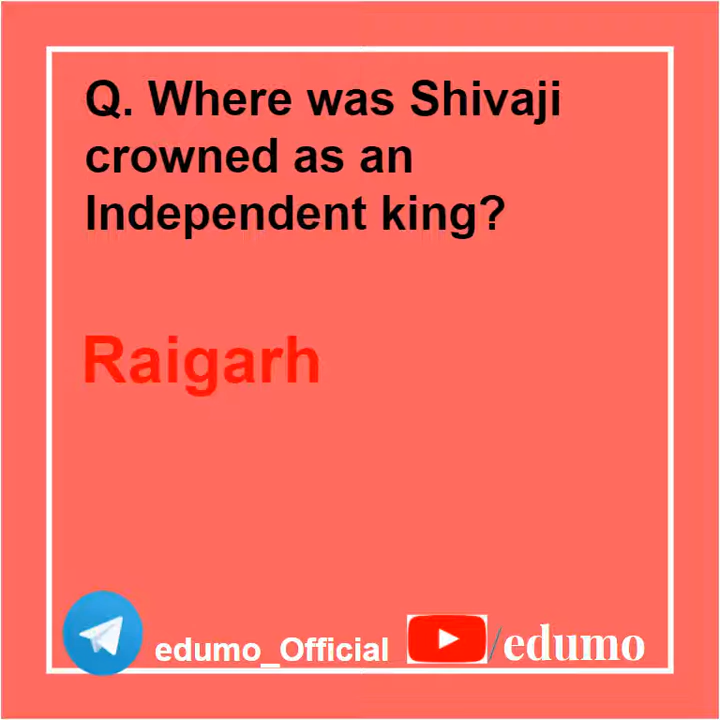 Q. Where was Shivaji
crowned as an
Independent king?
Raigarh
edumo_Official /edumo